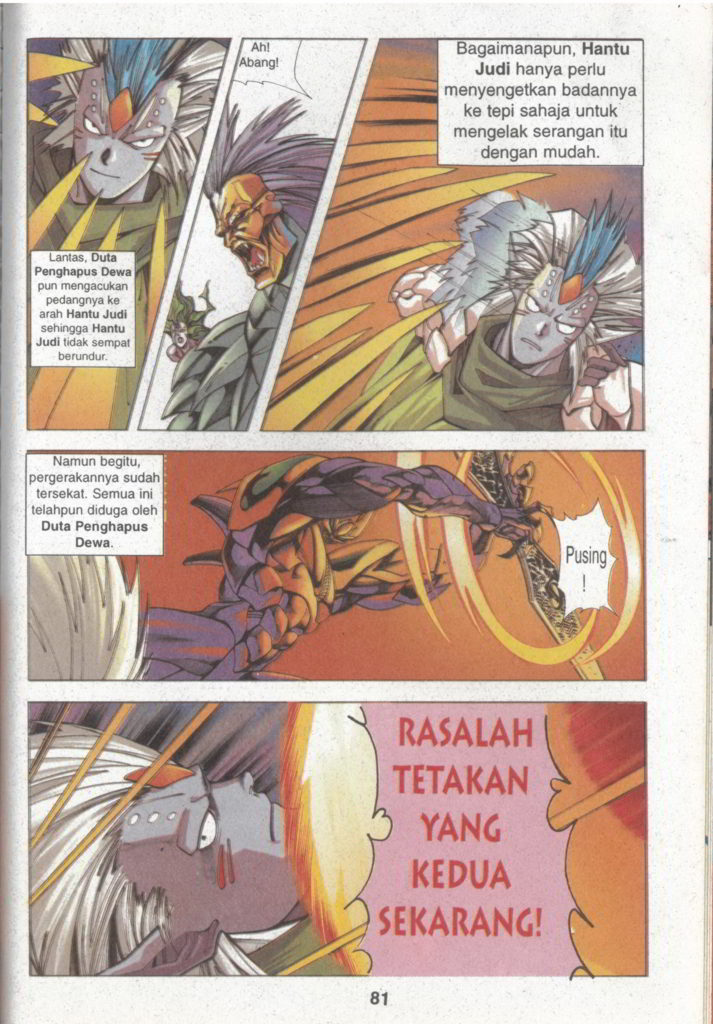 Lantas, Duta
Penghapus Dewa
pun mengacukan
pedangnya ke
arah Hantu Judi
sehingga Hantu
Judi tidak sempat
berundur.
Ah!
Abang!
Bagaimanapun, Hantu
Judi hanya perlu
menyengetkan badannya
ke tepi sahaja untuk
mengelak serangan itu
dengan mudah.
Namun begitu,
pergerakannya sudah
tersekat. Semua ini
telahpun diduga oleh
Duta Penghapus
Dewa.
Pusing
!
RASALAH
TETAKAN
YANG
KEDUA
SEKARANG!
81